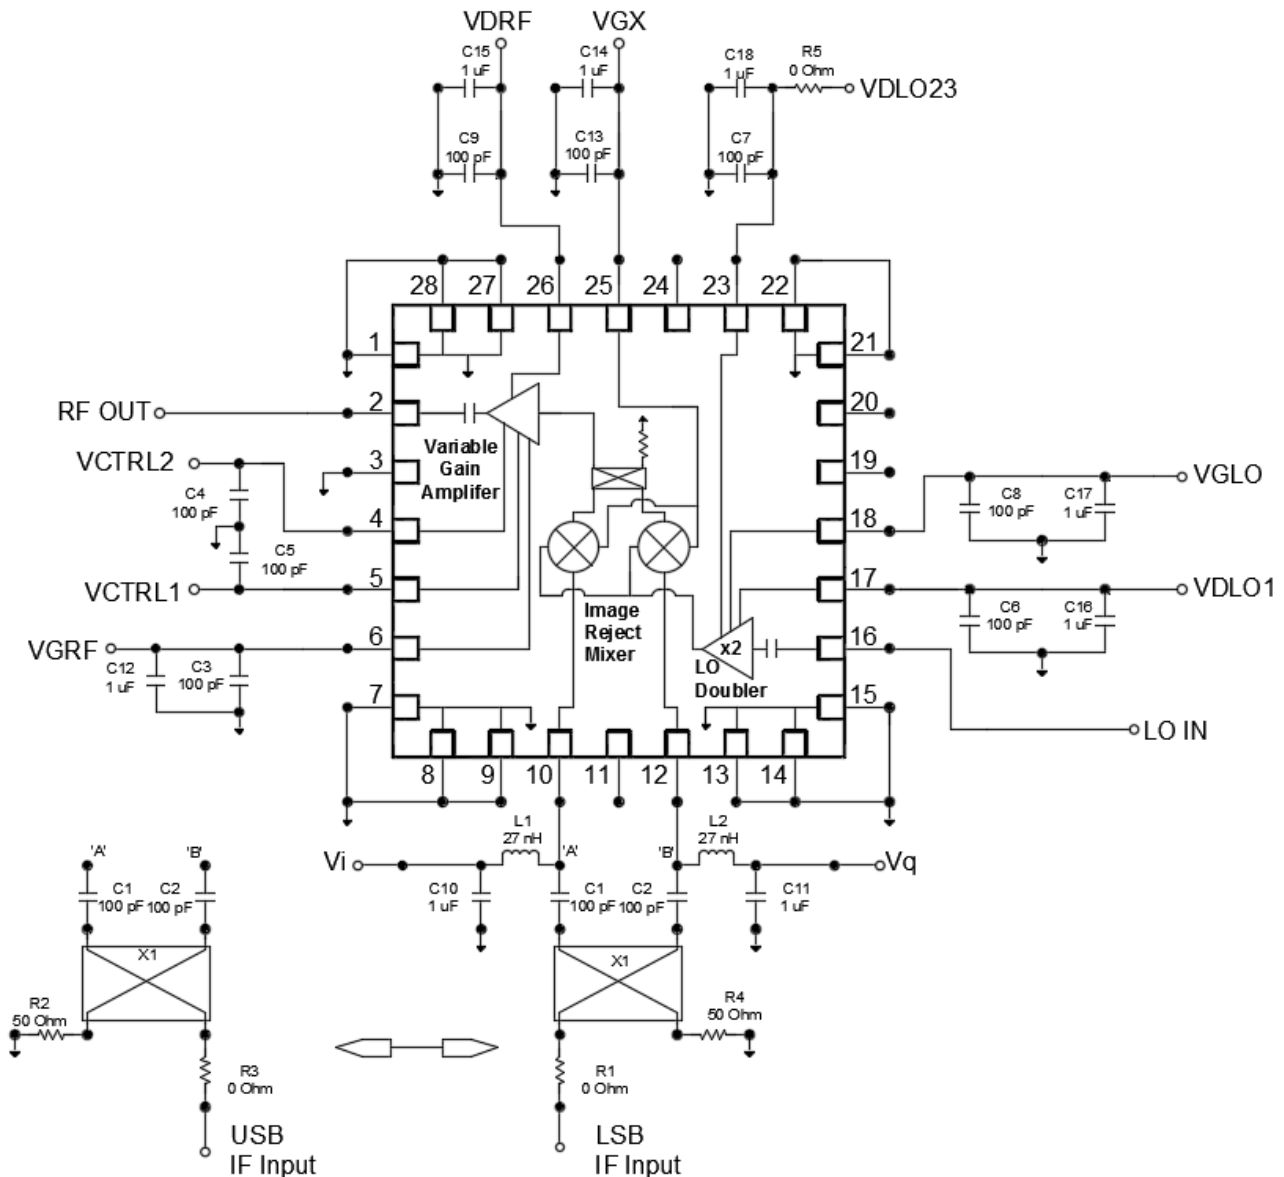 VDRF
VGX
C15
1 uF
C14
1 uF
C18
1 uF
R5
0 Ohm
VDLO23
C9
100 pF
C13
100 pF
C7
100 pF
28
27
26
25
24
23
22
1
21
RF OUT
2
20
VCTRL2
Variable
Gain
Amplifer
3
19
VGLO
C4
100 pF
C8
100 pF
C17
1 uF
4
18
C5
100 pF
VCTRL1
5
17
VDLO1
Image
Reject
Mixer
C6
100 pF
C16
1 uF
VGRF
6
x2
16
C12
1 uF
C3
100 pF
LO
Doubler
7
15
LO IN
8
9
10
11
12
13
14
L1
27 nH
L2
27 nH
Vi
'A'
'B'
Vq
'A'
'B'
C1
100 pF
C2
100 pF
C10
1 uF
C1
100 pF
C2
100 pF
C11
1 uF
X1
X1
R2
50 Ohm
R4
50 Ohm
R3
0 Ohm
R1
0 Ohm
USB
IF Input
LSB
IF Input